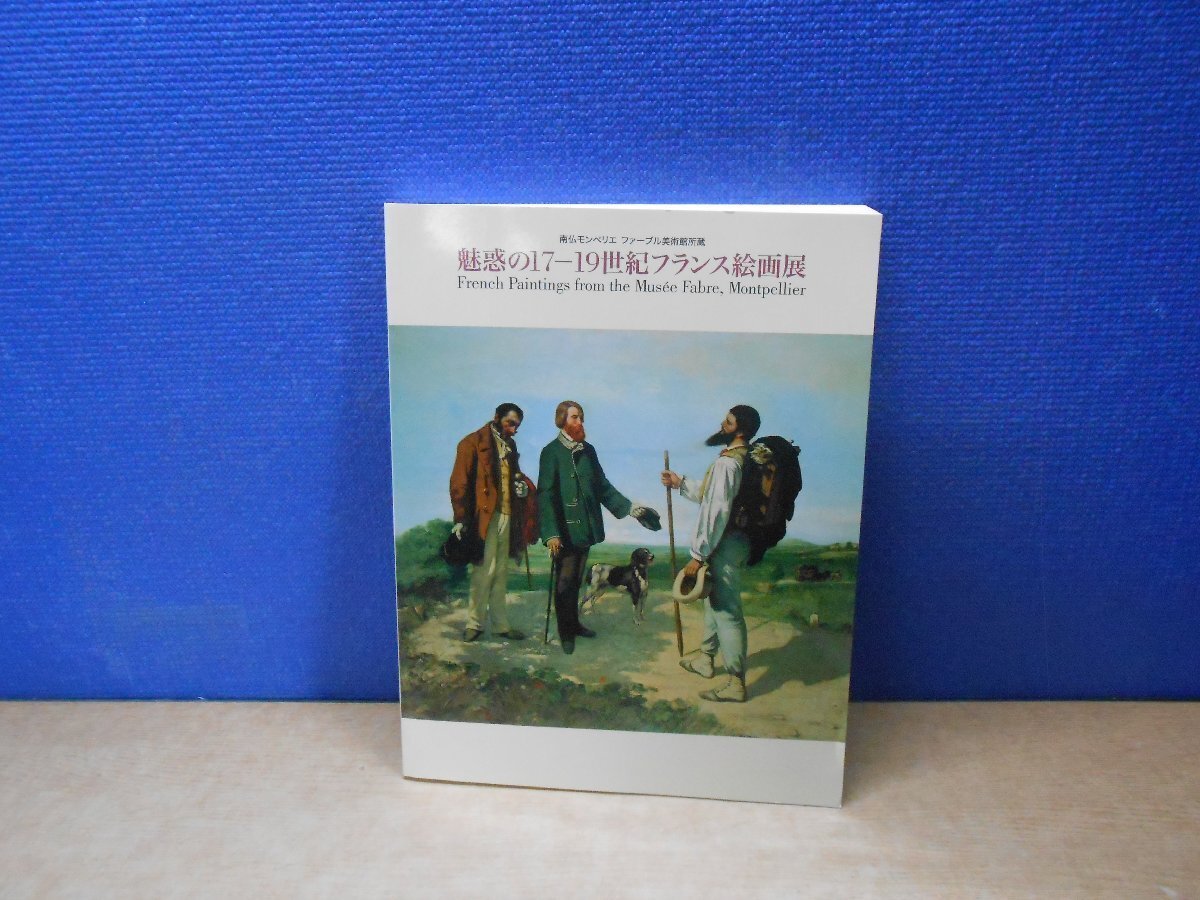 南仏モンペリエ ファーブル美術館所蔵
魅惑の17－19世紀フランス絵画展
French Paintings from the Musée Fabre, Montpellier